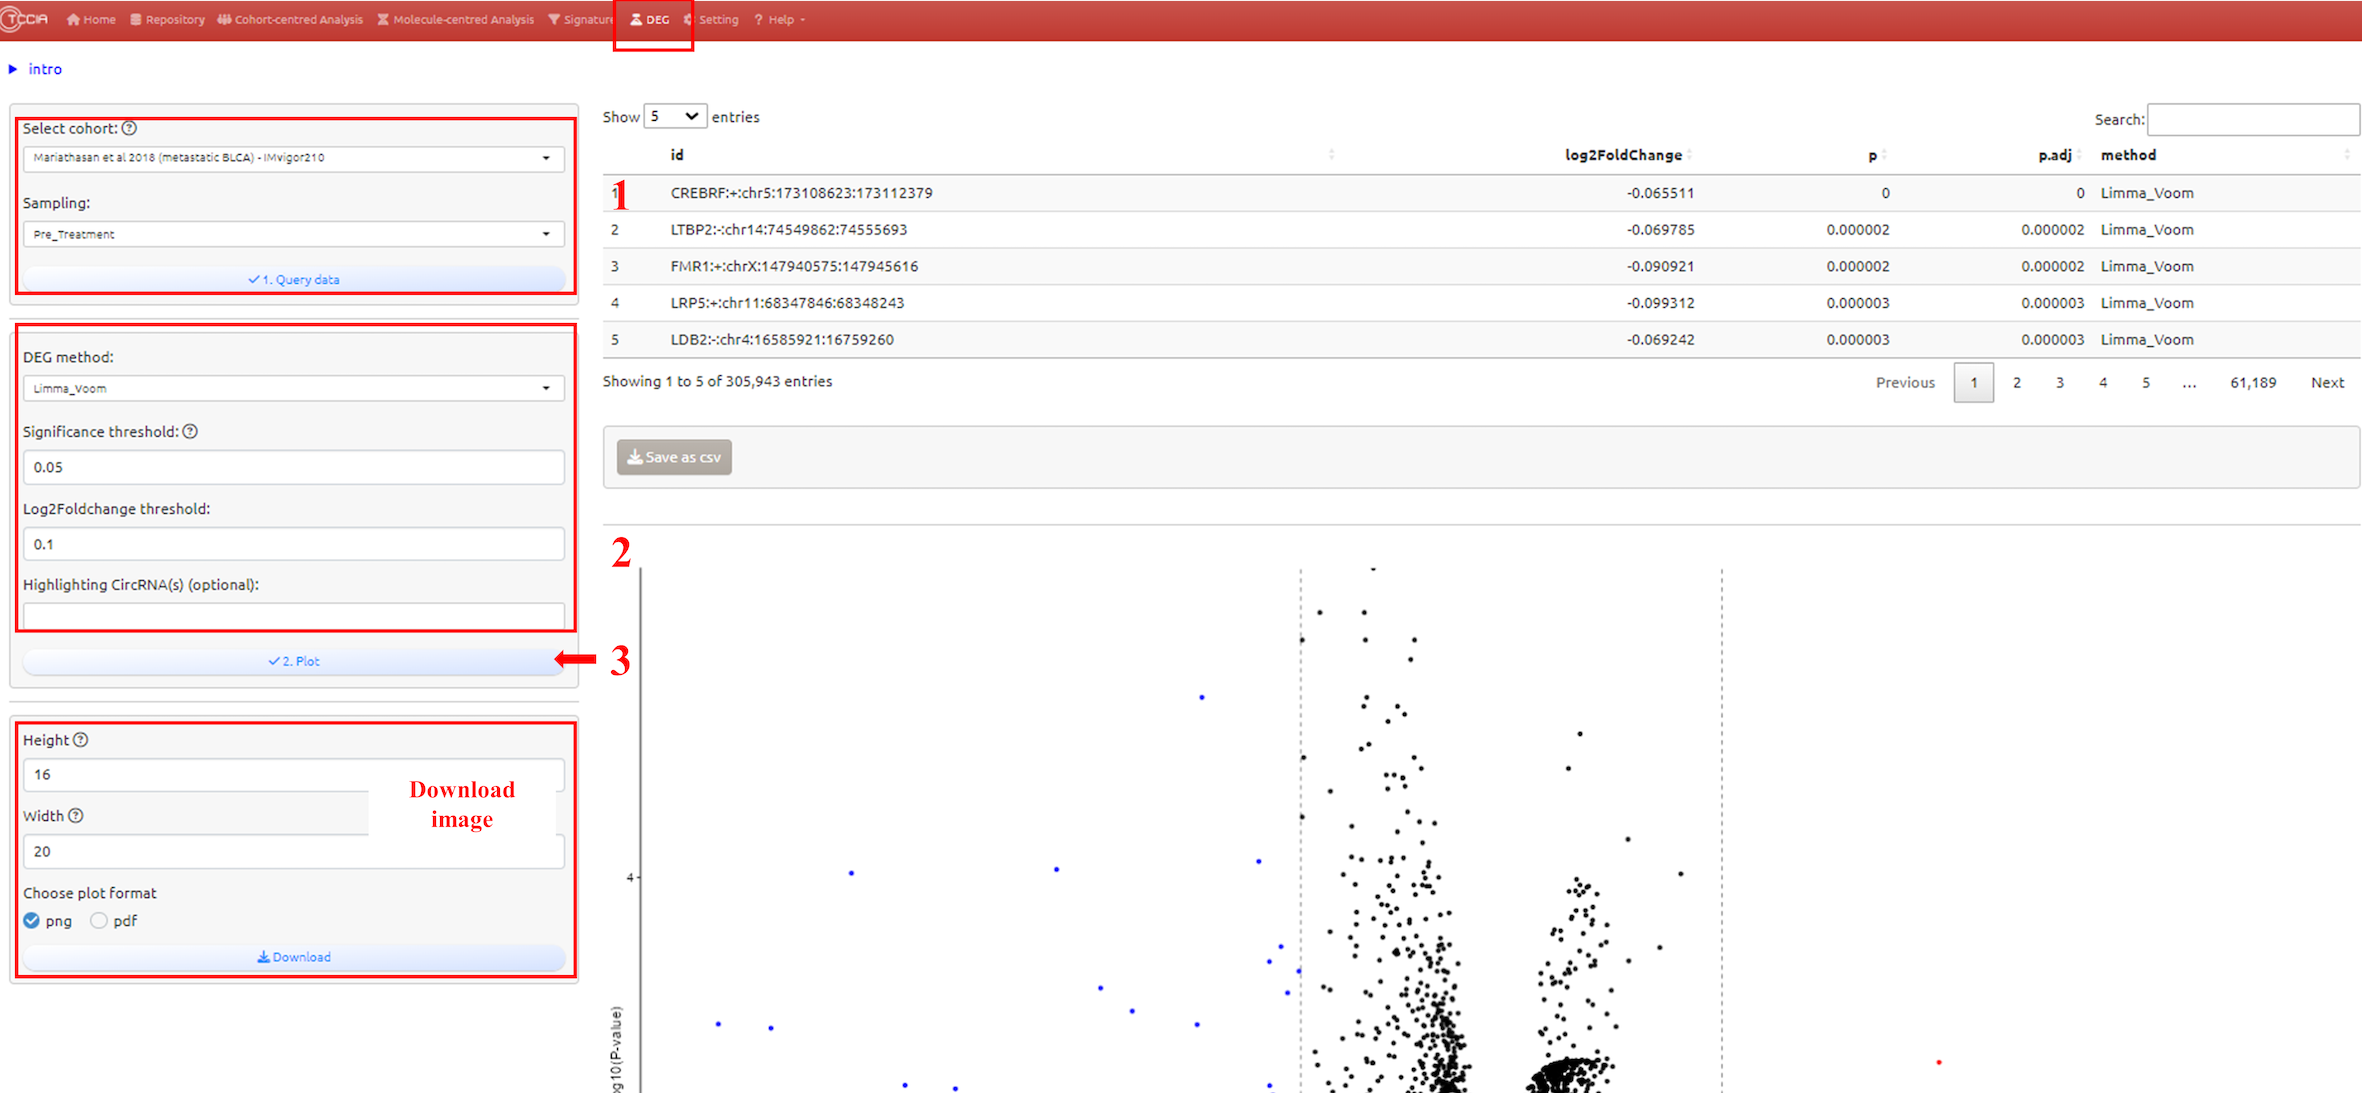 TCCIA Home Repository Cohort-centred Analysis Molecule-centred Analysis Signature DEG Setting ? Help
intro
Select cohort: ?
Mariathasan et al 2018 (metastatic BLCA) - IMvigor210
Sampling:
Pre_Treatment
1. Query data
1
DEG method:
Limma_Voom
Significance threshold: ?
0.05
Log2Foldchange threshold:
0.1
Highlighting CircRNA(s) (optional):
2
2. Plot
3
Height ?
16
Width ?
20
Download
image
Choose plot format
png pdf
Download
Show 5 entries
Search:
id log2FoldChange p p.adj method
1 CREBRF:+:chr5:173108623:173112379 -0.065511 0 0 Limma_Voom
2 LTBP2:-:chr14:74549862:74555693 -0.069785 0.000002 0.000002 Limma_Voom
3 FMR1:+:chrX:147940575:147945616 -0.090921 0.000002 0.000002 Limma_Voom
4 LRP5:+:chr11:68347846:68348243 -0.099312 0.000003 0.000003 Limma_Voom
5 LDB2:-:chr4:16585921:16759260 -0.069242 0.000003 0.000003 Limma_Voom
Showing 1 to 5 of 305,943 entries
Previous 1 2 3 4 5 ... 61,189 Next
Save as csv
4
og10(P-value)